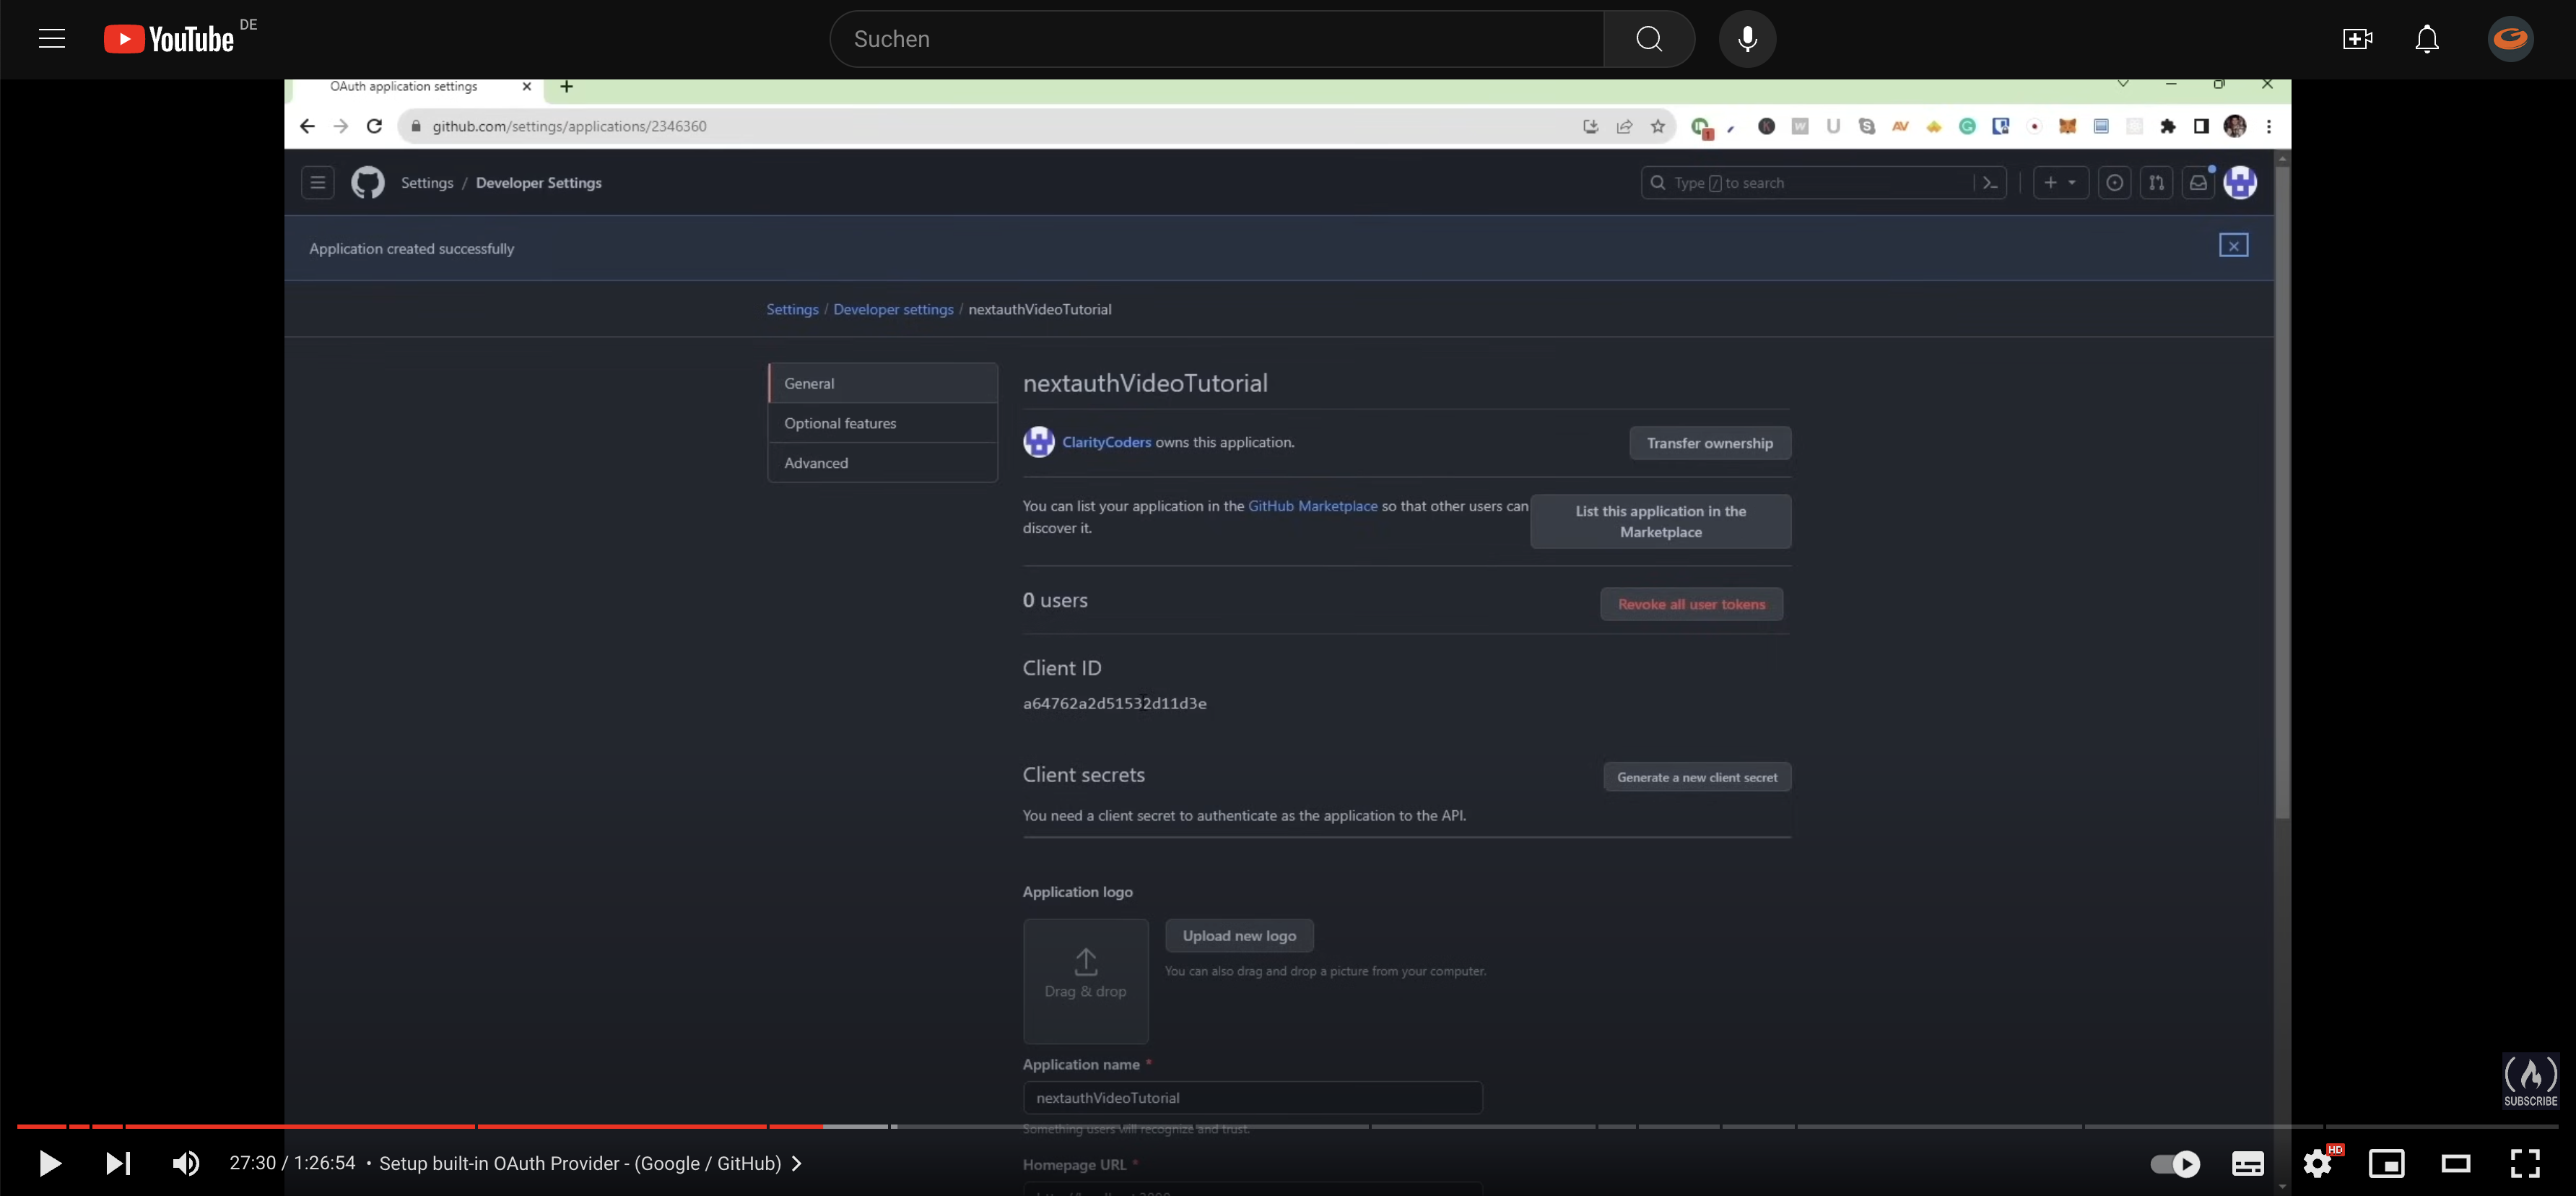 YouTube DE
Suchen
OAuth application settings
github.com/settings/applications/2346360
Settings / Developer Settings
Type / to search
Application created successfully
Settings / Developer settings / nextauthVideoTutorial
General
Optional features
Advanced
nextauthVideoTutorial
ClarityCoders owns this application.
Transfer ownership
You can list your application in the GitHub Marketplace so that other users can
discover it.
List this application in the
Marketplace
0 users
Revoke all user tokens
Client ID
a64762a2d51532d11d3e
Client secrets
Generate a new client secret
You need a client secret to authenticate as the application to the API.
Application logo
Upload new logo
You can also drag and drop a picture from your computer.
Drag & drop
Application name *
nextauthVideoTutorial
Something users will recognize and trust.
Homepage URL *
SUBSCRIBE
27:30 / 1:26:54 • Setup built-in OAuth Provider - (Google / GitHub)
HD